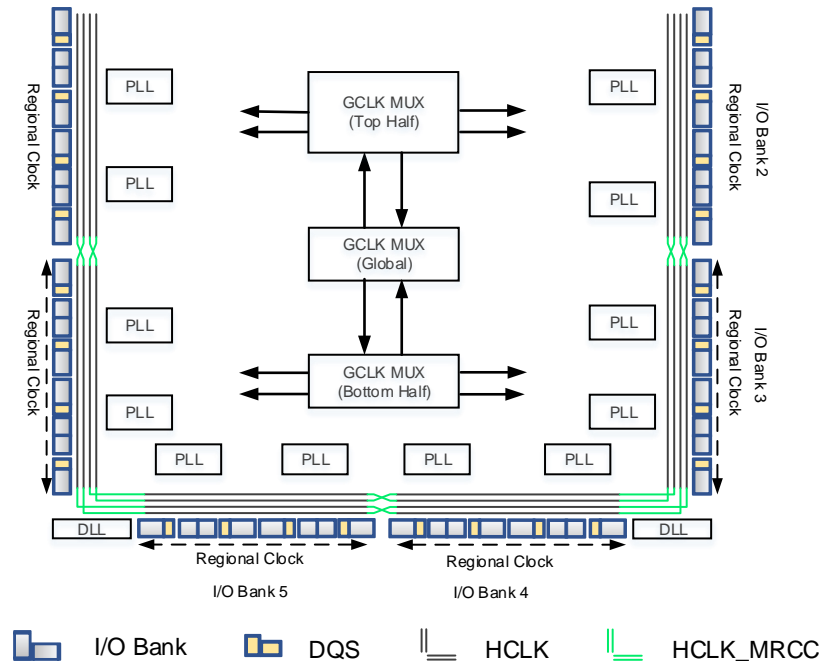 PLL
PLL
GCLK MUX
(Top Half)
Regional Clock
Regional Clock
I/O Bank 2
PLL
PLL
GCLK MUX
(Global)
PLL
PLL
Regional Clock
Regional Clock
I/O Bank 3
GCLK MUX
(Bottom Half)
PLL
PLL
PLL
PLL
PLL
PLL
DLL
DLL
Regional Clock
Regional Clock
I/O Bank 5
I/O Bank 4
I/O Bank
DQS
HCLK
HCLK_MRCC